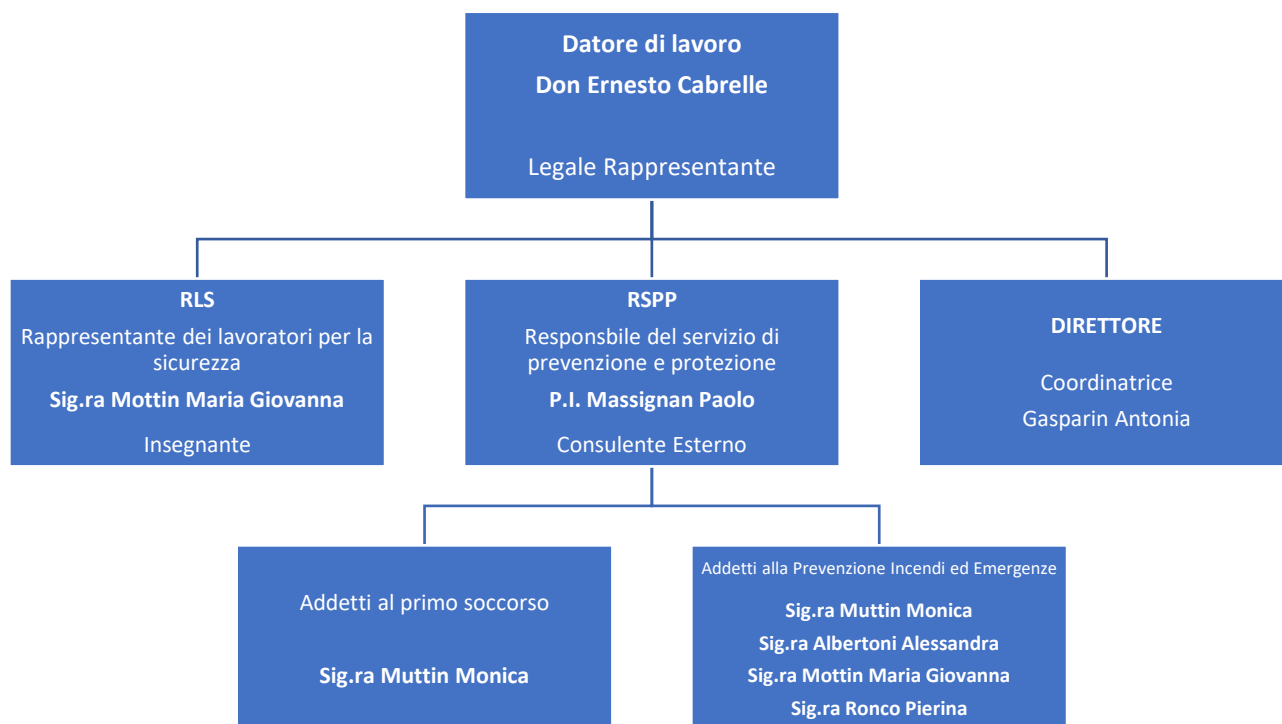 Datore di lavoro
Don Ernesto Cabrelle
Legale Rappresentante
RLS
Rappresentante dei lavoratori per la
sicurezza
Sig.ra Mottin Maria Giovanna
Insegnante
RSPP
Responsbile del servizio di
prevenzione e protezione
P.I. Massignan Paolo
Consulente Esterno
DIRETTORE
Coordinatrice
Gasparin Antonia
Addetti al primo soccorso
Sig.ra Muttin Monica
Addetti alla Prevenzione Incendi ed Emergenze
Sig.ra Muttin Monica
Sig.ra Albertoni Alessandra
Sig.ra Mottin Maria Giovanna
Sig.ra Ronco Pierina